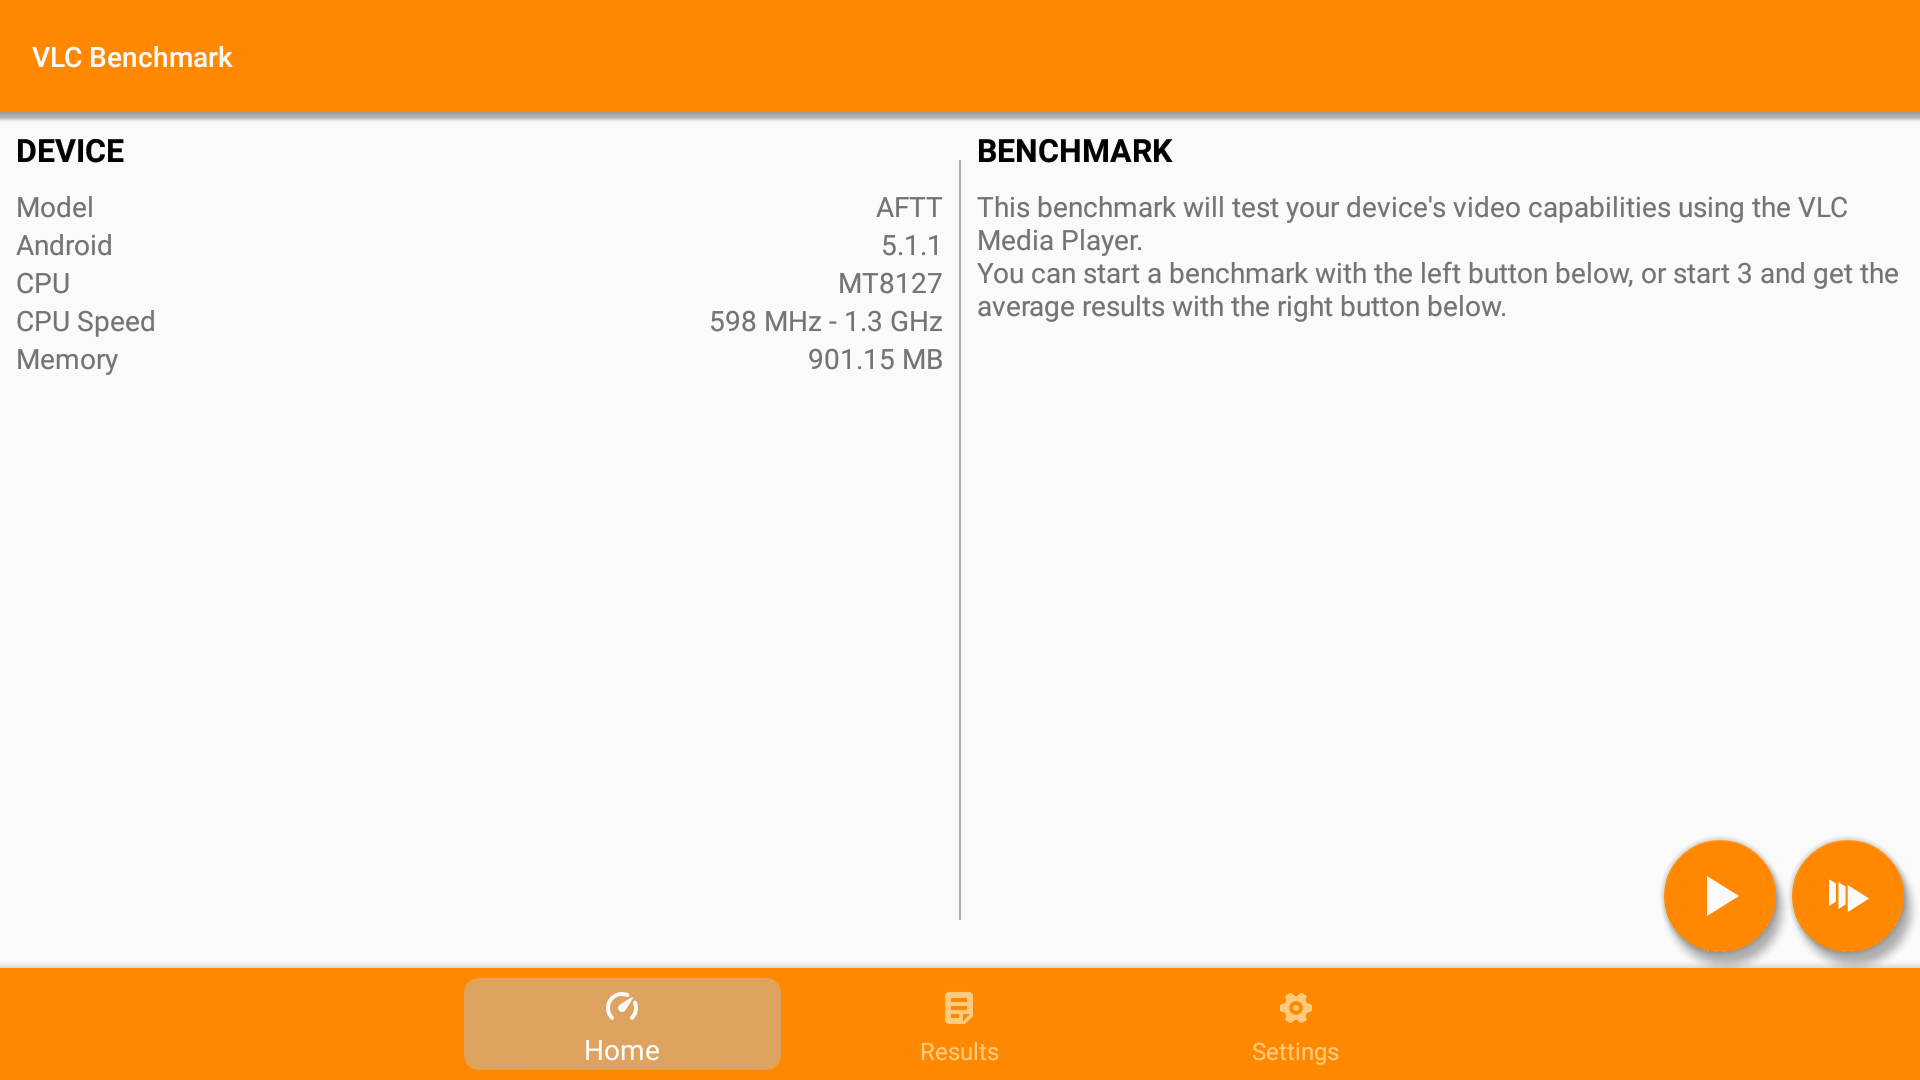 VLC Benchmark
DEVICE
Model AFTT
Android 5.1.1
CPU MT8127
CPU Speed 598 MHz - 1.3 GHz
Memory 901.15 MB
BENCHMARK
This benchmark will test your device's video capabilities using the VLC
Media Player.
You can start a benchmark with the left button below, or start 3 and get the
average results with the right button below.
Home
Results
Settings